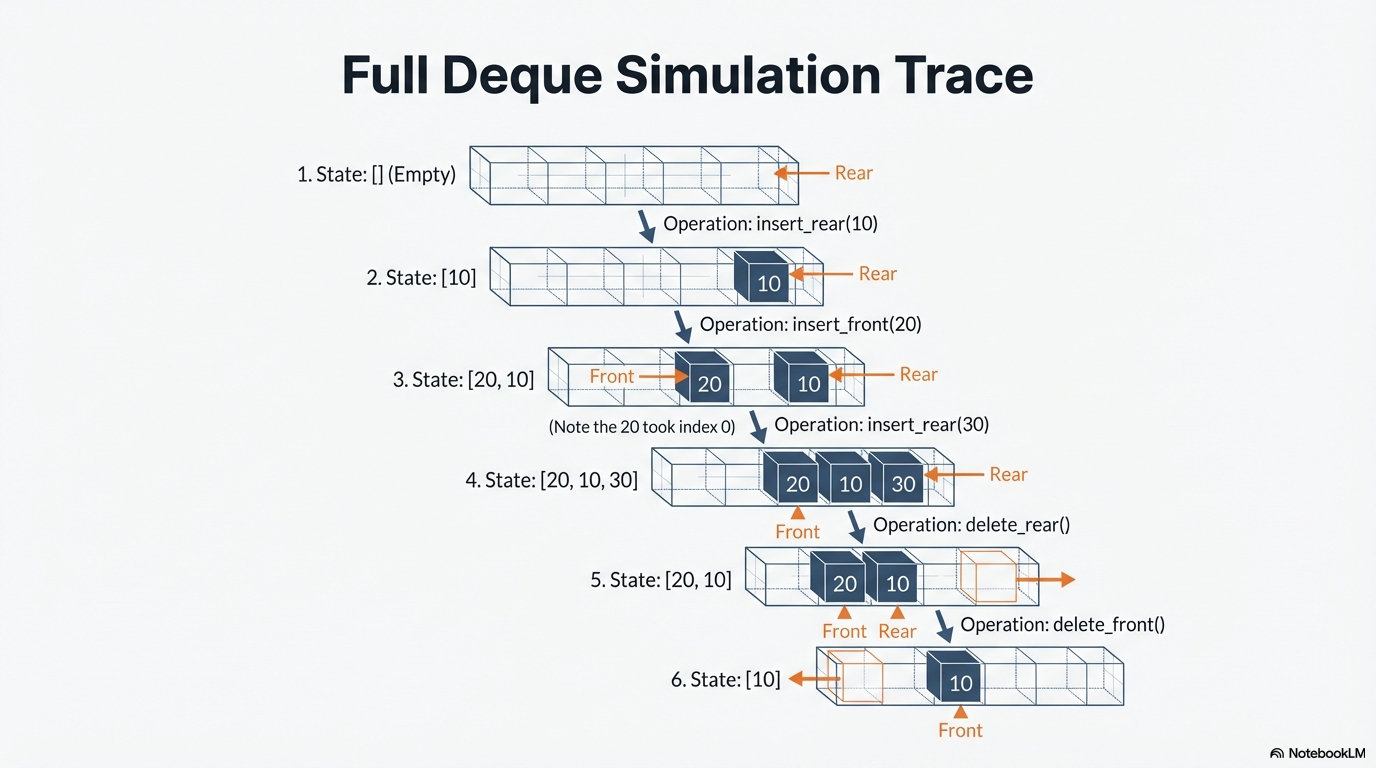 Full Deque Simulation Trace
1. State: [] (Empty)
Rear
Operation: insert_rear(10)
2. State: [10]
10
Rear
Operation: insert_front(20)
3. State: [20, 10]
Front
20
10
Rear
(Note the 20 took index 0)
Operation: insert_rear(30)
4. State: [20, 10, 30]
20
10
30
Rear
Front
Operation: delete_rear()
5. State: [20, 10]
20
10
Front
Rear
Operation: delete_front()
6. State: [10]
10
Front
NotebookLM